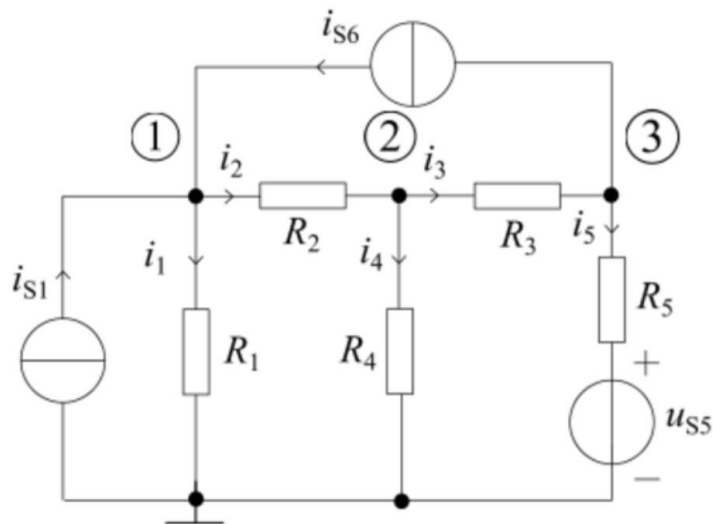 iS6
① ② ③
i2 i3
R2 R3
iS1 i1 i4 i5
R1 R4 R5
+
uS5
−